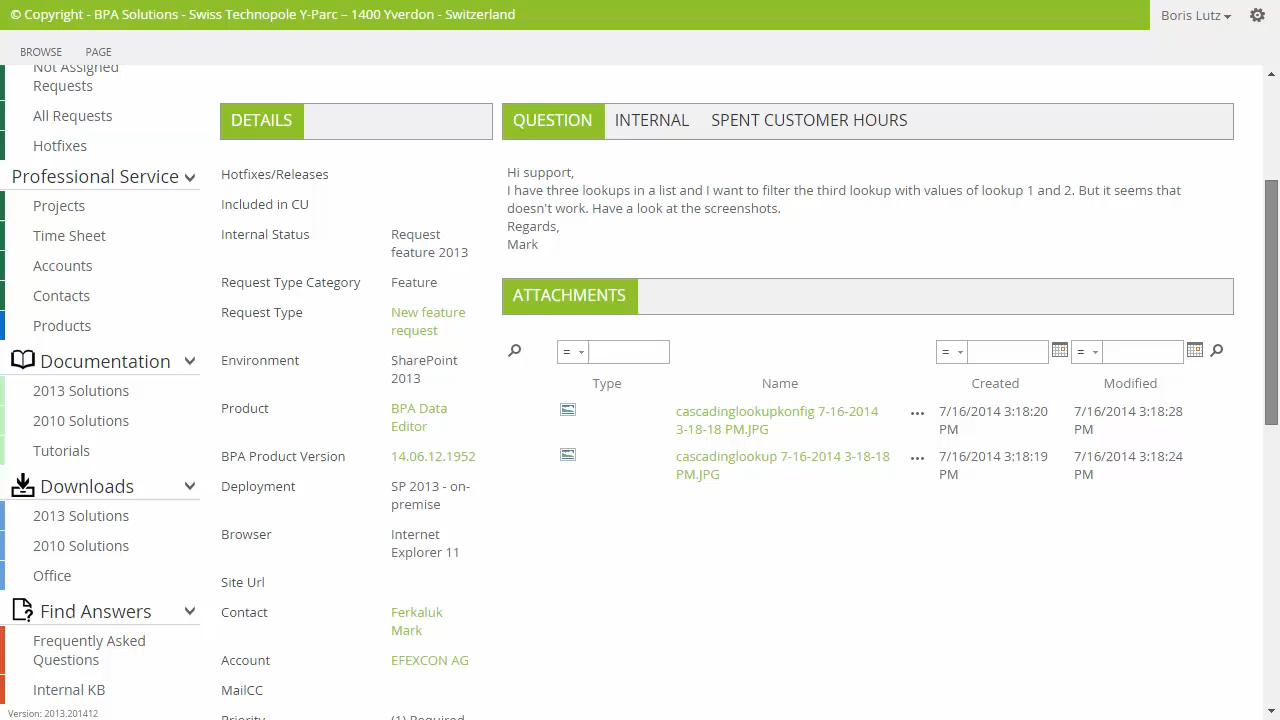 © Copyright - BPA Solutions - Swiss Technopole Y-Parc – 1400 Yverdon - Switzerland
Boris Lutz
BROWSE
PAGE
Not Assigned
Requests
All Requests
Hotfixes
Professional Service
Projects
Time Sheet
Accounts
Contacts
Products
Documentation
2013 Solutions
2010 Solutions
Tutorials
Downloads
2013 Solutions
2010 Solutions
Office
Find Answers
Frequently Asked
Questions
Internal KB
Version: 2013.201412
DETAILS
Hotfixes/Releases
Included in CU
Internal Status Request
feature 2013
Request Type Category Feature
Request Type New feature
request
Environment SharePoint
2013
Product BPA Data
Editor
BPA Product Version 14.06.12.1952
Deployment SP 2013 - on-
premise
Browser Internet
Explorer 11
Site Url
Contact Ferkaluk
Mark
Account EFEXCON AG
MailCC
Priority (1) Required
QUESTION INTERNAL SPENT CUSTOMER HOURS
Hi support,
I have three lookups in a list and I want to filter the third lookup with values of lookup 1 and 2. But it seems that
doesn't work. Have a look at the screenshots.
Regards,
Mark
ATTACHMENTS
= = =
Type Name Created Modified
cascadinglookupkonfig 7-16-2014 ... 7/16/2014 3:18:20 7/16/2014 3:18:28
3-18-18 PM.JPG PM PM
cascadinglookup 7-16-2014 3-18-18 ... 7/16/2014 3:18:19 7/16/2014 3:18:24
PM.JPG PM PM